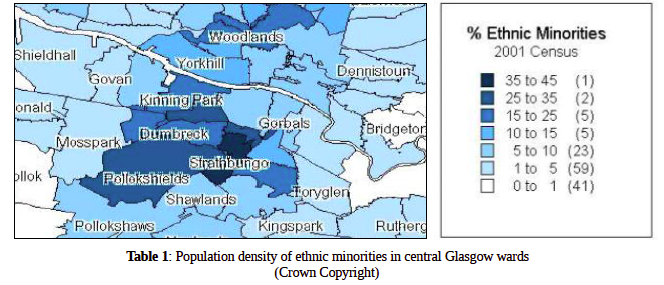 Woodlands
Shieldhall
Yorkhill
Govan
Dennistoun
Kinning Park
onald
Gorbals
Dumbreck
Bridgeton
Mosspark
Strathbungo
ollok
Pollokshields
Toryglen
Shawlands
Pollokshaws
Kingspark
Rutherg
% Ethnic Minorities
2001 Census
35 to 45 (1)
25 to 35 (2)
15 to 25 (5)
10 to 15 (5)
5 to 10 (23)
1 to 5 (59)
0 to 1 (41)
Table 1: Population density of ethnic minorities in central Glasgow wards
(Crown Copyright)